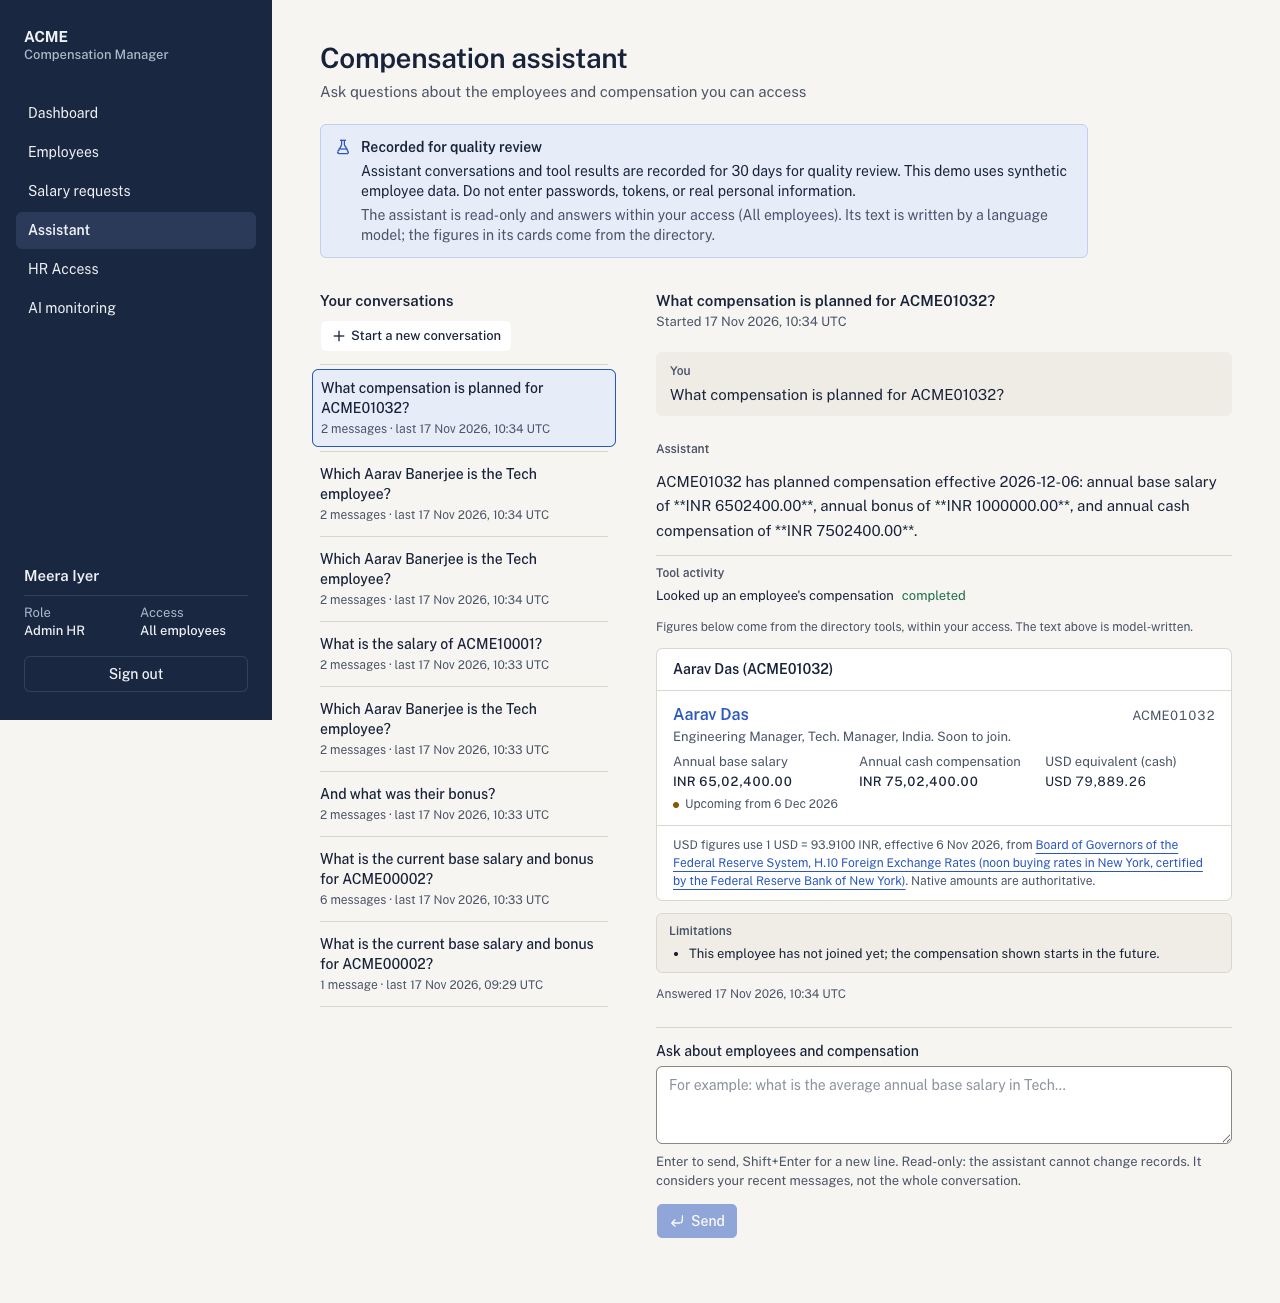 ACME
Compensation Manager
Dashboard
Employees
Salary requests
Assistant
HR Access
AI monitoring
Meera Iyer
Role
Access
Admin HR
All employees
Sign out
Compensation assistant
Ask questions about the employees and compensation you can access
Recorded for quality review
Assistant conversations and tool results are recorded for 30 days for quality review. This demo uses synthetic
employee data. Do not enter passwords, tokens, or real personal information.
The assistant is read-only and answers within your access (All employees). Its text is written by a language
model; the figures in its cards come from the directory.
Your conversations
Start a new conversation
What compensation is planned for
ACME01032?
2 messages · last 17 Nov 2026, 10:34 UTC
Which Aarav Banerjee is the Tech
employee?
2 messages · last 17 Nov 2026, 10:34 UTC
Which Aarav Banerjee is the Tech
employee?
2 messages · last 17 Nov 2026, 10:34 UTC
What is the salary of ACME10001?
2 messages · last 17 Nov 2026, 10:33 UTC
Which Aarav Banerjee is the Tech
employee?
2 messages · last 17 Nov 2026, 10:33 UTC
And what was their bonus?
2 messages · last 17 Nov 2026, 10:33 UTC
What is the current base salary and bonus
for ACME00002?
6 messages · last 17 Nov 2026, 10:33 UTC
What is the current base salary and bonus
for ACME00002?
1 message · last 17 Nov 2026, 09:29 UTC
What compensation is planned for ACME01032?
Started 17 Nov 2026, 10:34 UTC
You
What compensation is planned for ACME01032?
Assistant
ACME01032 has planned compensation effective 2026-12-06: annual base salary
of **INR 6502400.00**, annual bonus of **INR 1000000.00**, and annual cash
compensation of **INR 7502400.00**.
Tool activity
Looked up an employee's compensation completed
Figures below come from the directory tools, within your access. The text above is model-written.
Aarav Das (ACME01032)
Aarav Das
ACME01032
Engineering Manager, Tech. Manager, India. Soon to join.
Annual base salary
Annual cash compensation
USD equivalent (cash)
INR 65,02,400.00
INR 75,02,400.00
USD 79,889.26
Upcoming from 6 Dec 2026
USD figures use 1 USD = 93.9100 INR, effective 6 Nov 2026, from Board of Governors of the
Federal Reserve System, H.10 Foreign Exchange Rates (noon buying rates in New York, certified
by the Federal Reserve Bank of New York). Native amounts are authoritative.
Limitations
• This employee has not joined yet; the compensation shown starts in the future.
Answered 17 Nov 2026, 10:34 UTC
Ask about employees and compensation
For example: what is the average annual base salary in Tech...
Enter to send, Shift+Enter for a new line. Read-only: the assistant cannot change records. It
considers your recent messages, not the whole conversation.
Send